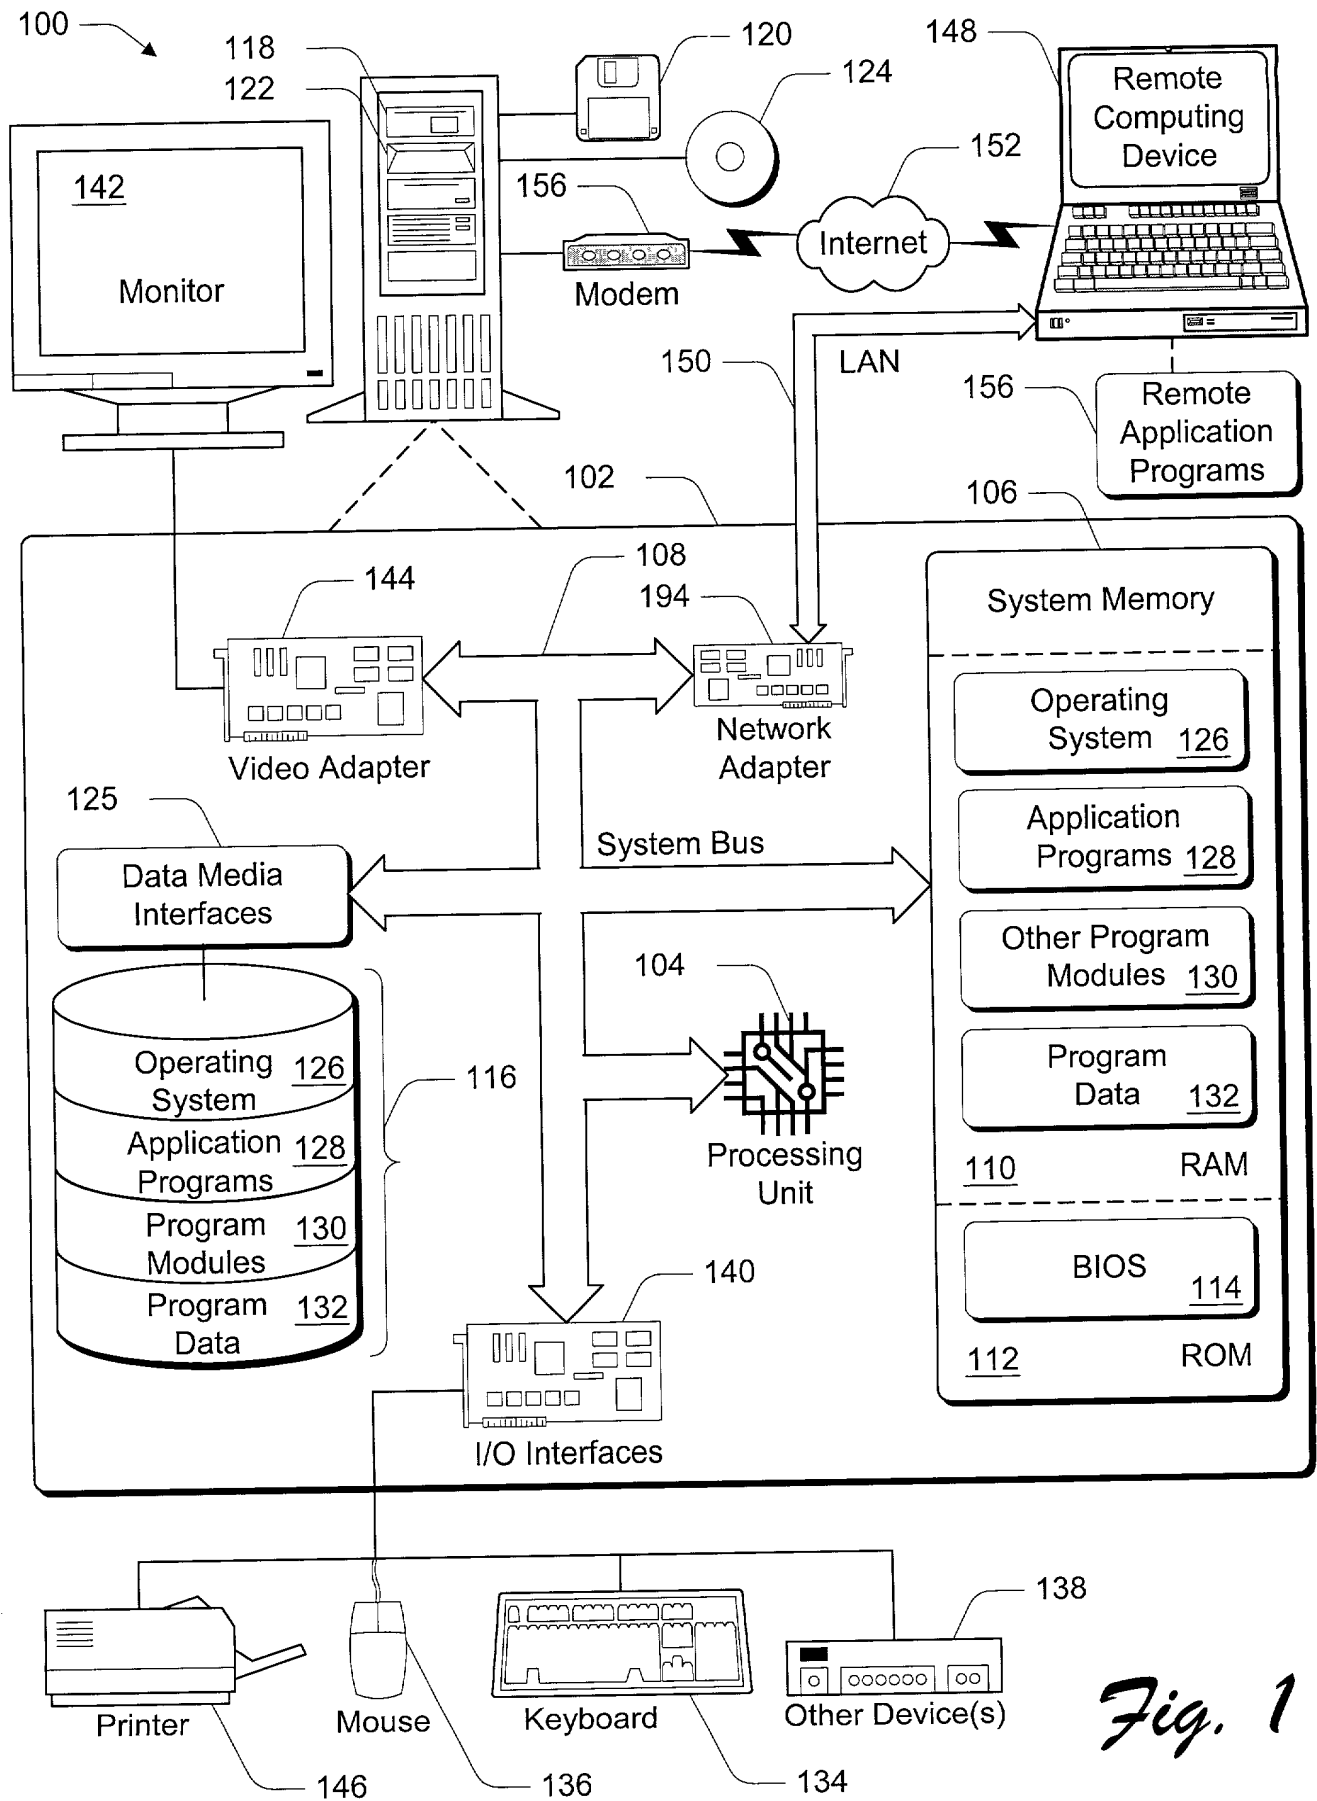 100
118
122
120
124
148
Remote
Computing
Device
142
Monitor
156
Modem
152
Internet
150
LAN
156
Remote
Application
Programs
102
106
108
144
194
System Memory
Video Adapter
Network
Adapter
Operating
System 126
Application
Programs 128
Other Program
Modules 130
Program
Data 132
110 RAM
BIOS
114
112 ROM
125
Data Media
Interfaces
System Bus
104
Processing
Unit
Operating
System 126
Application
Programs 128
Program
Modules 130
Program
Data 132
116
140
I/O Interfaces
138
Printer
Mouse
Keyboard
Other Device(s)
146
136
134
Fig. 1